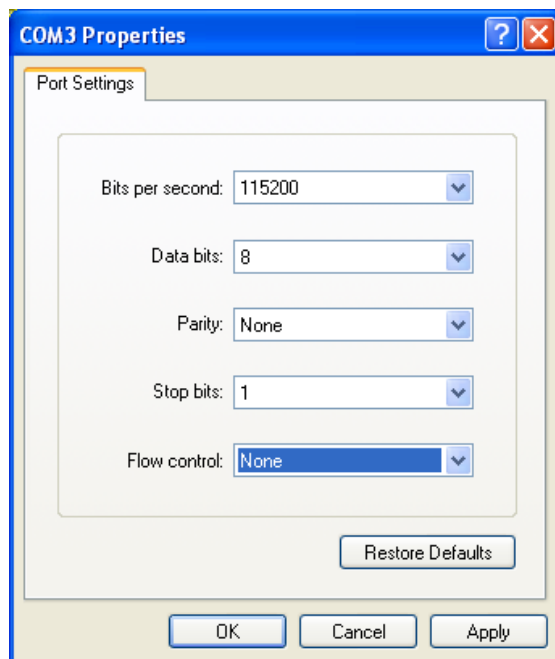 COM3 Properties
Port Settings
Bits per second: 115200
Data bits: 8
Parity: None
Stop bits: 1
Flow control: None
Restore Defaults
OK Cancel Apply